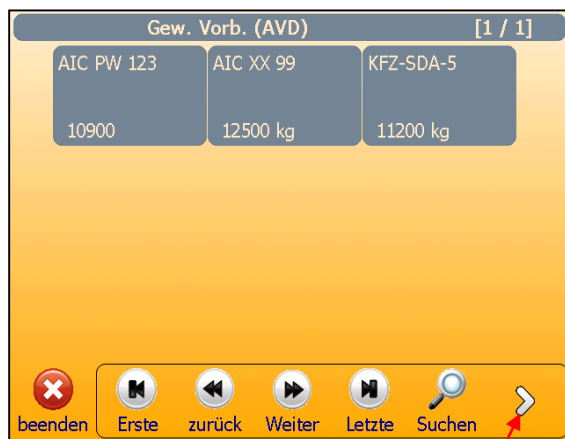 Gew. Vorb. (AVD) [1 / 1]
AIC PW 123 AIC XX 99 KFZ-SDA-5
10900 12500 kg 11200 kg
beenden Erste zurück Weiter Letzte Suchen